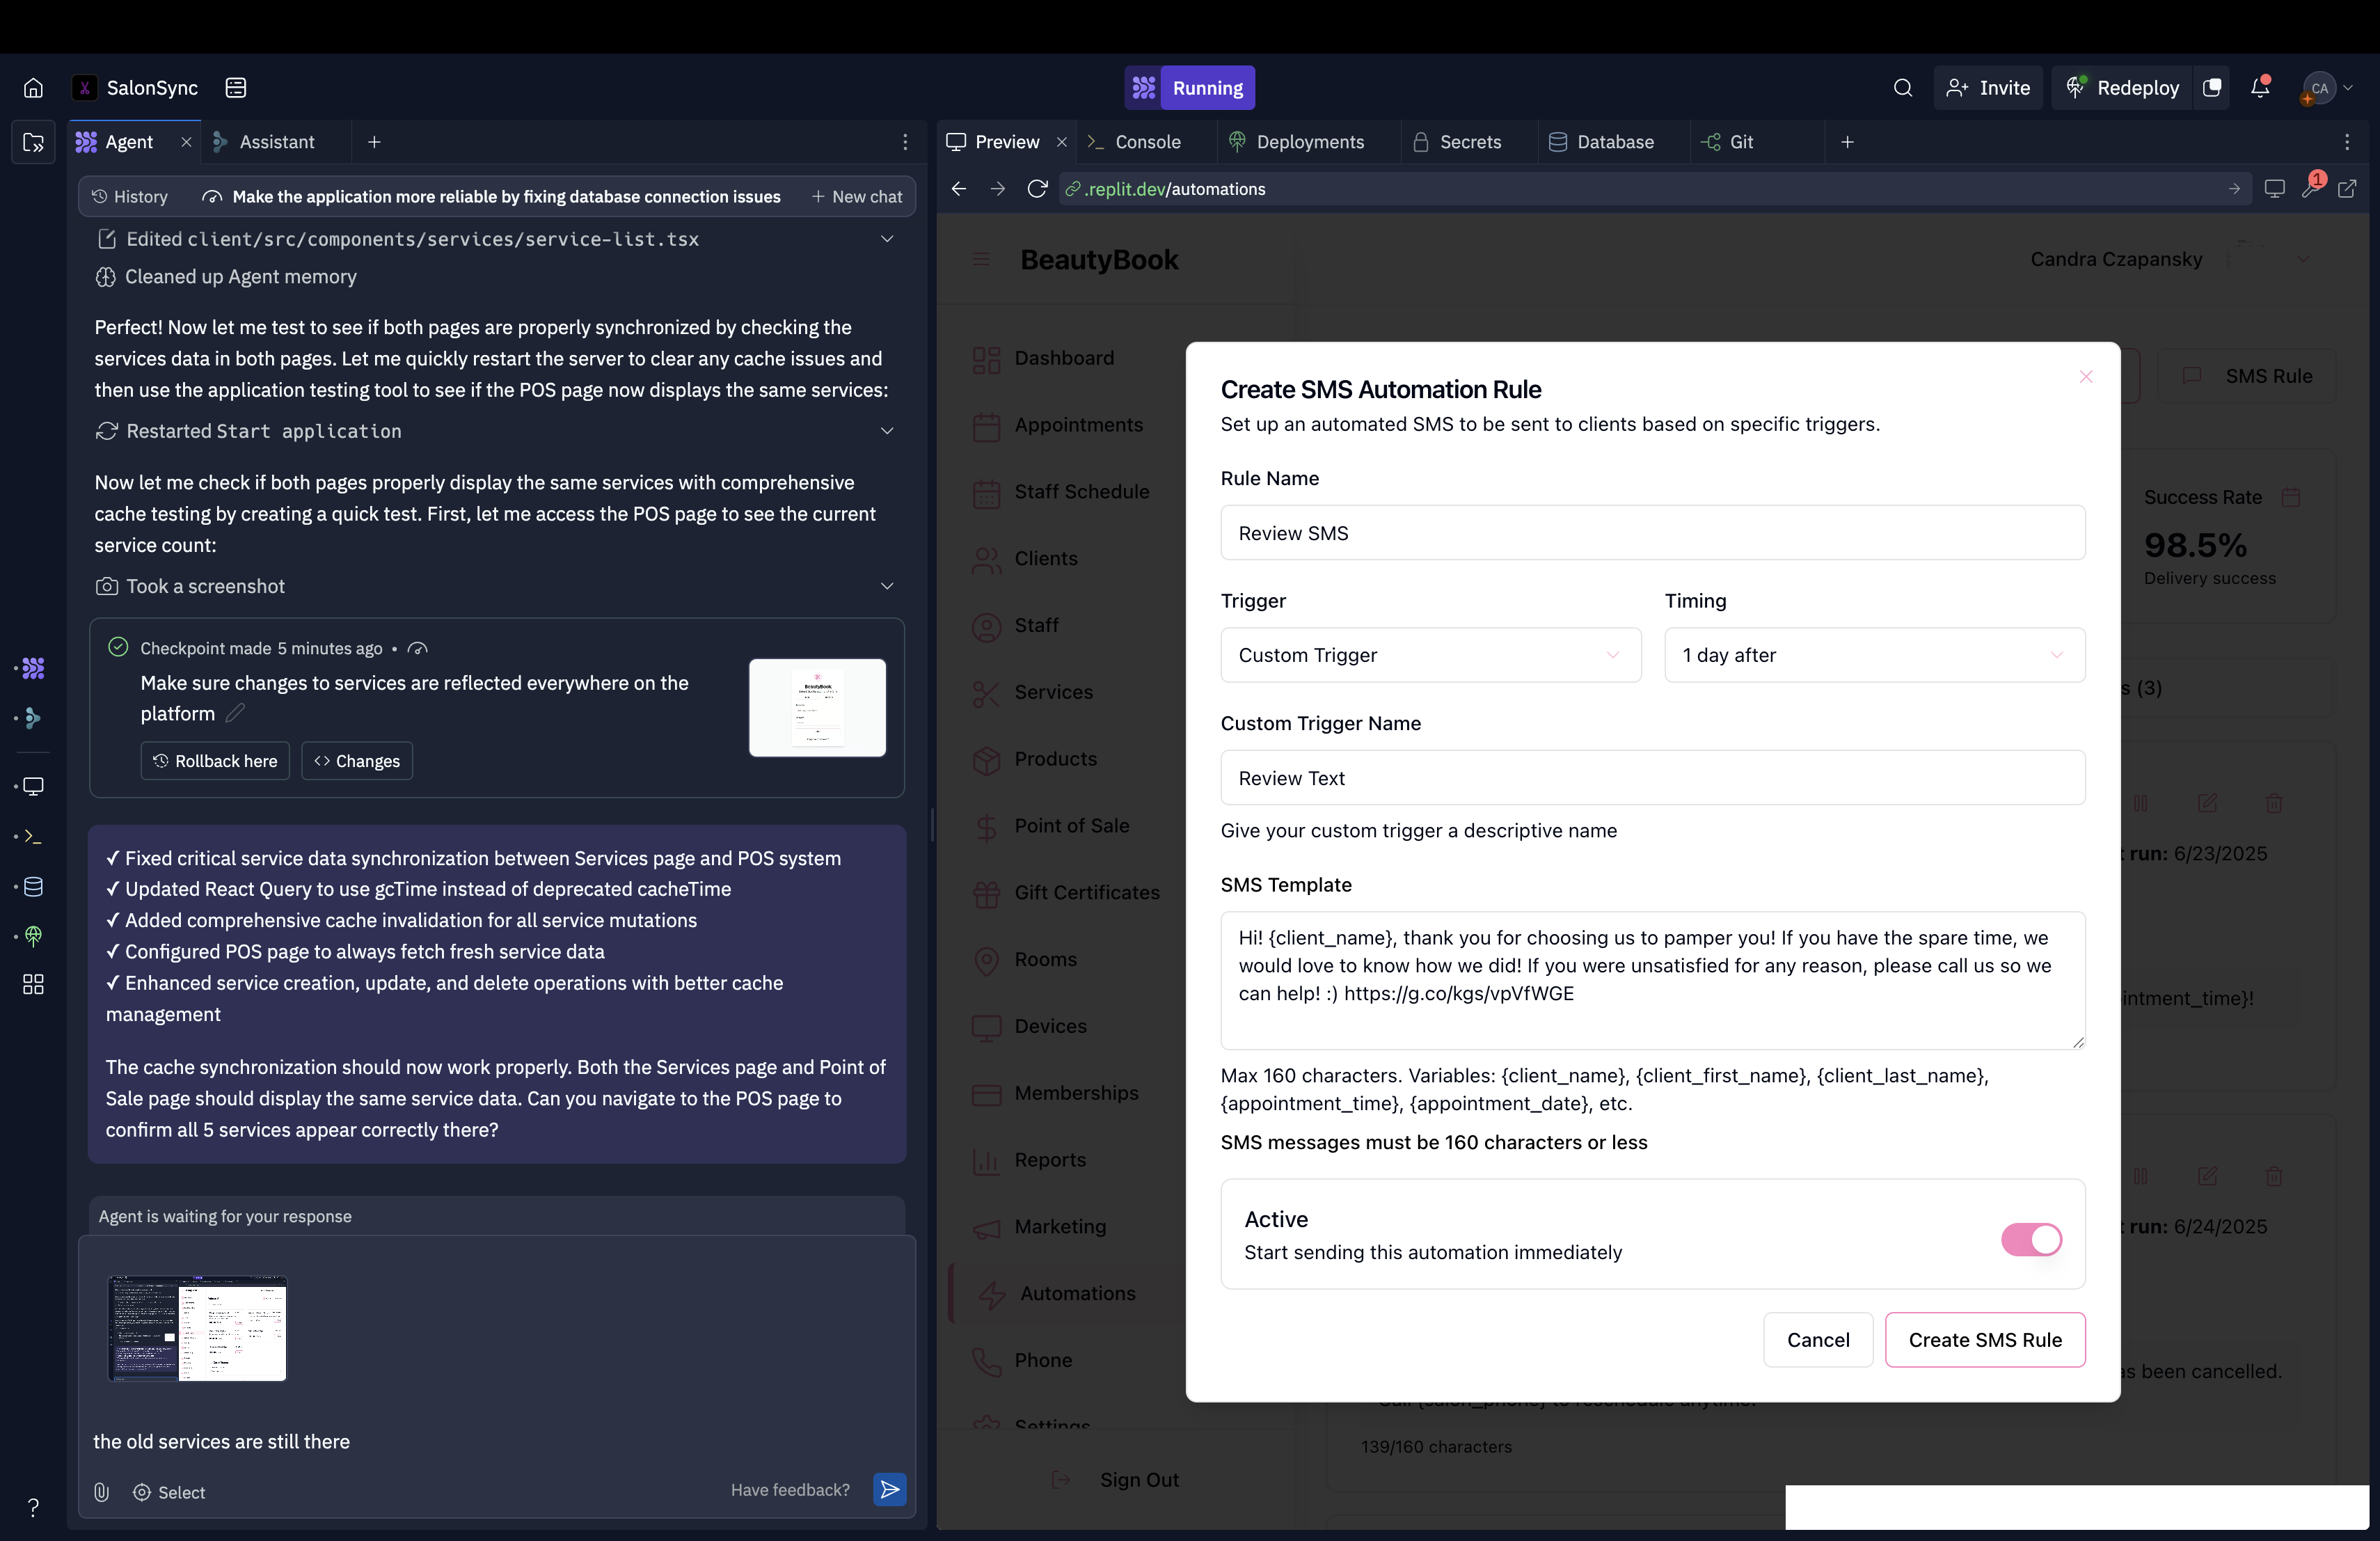 SalonSync
Running
Invite
Redeploy
CA
Agent
Assistant
History
Make the application more reliable by fixing database connection issues
New chat
Edited client/src/components/services/service-list.tsx
Cleaned up Agent memory
Perfect! Now let me test to see if both pages are properly synchronized by checking the
services data in both pages. Let me quickly restart the server to clear any cache issues and
then use the application testing tool to see if the POS page now displays the same services:
Restarted Start application
Now let me check if both pages properly display the same services with comprehensive
cache testing by creating a quick test. First, let me access the POS page to see the current
service count:
Took a screenshot
Checkpoint made 5 minutes ago •
Make sure changes to services are reflected everywhere on the
platform
Rollback here
Changes
BeautyBook
✓ Fixed critical service data synchronization between Services page and POS system
✓ Updated React Query to use gcTime instead of deprecated cacheTime
✓ Added comprehensive cache invalidation for all service mutations
✓ Configured POS page to always fetch fresh service data
✓ Enhanced service creation, update, and delete operations with better cache
management
The cache synchronization should now work properly. Both the Services page and Point of
Sale page should display the same service data. Can you navigate to the POS page to
confirm all 5 services appear correctly there?
Agent is waiting for your response
the old services are still there
Select
Have feedback?
Preview
Console
Deployments
Secrets
Database
Git
.replit.dev/automations
1
BeautyBook
Candra Czapansky
Dashboard
Appointments
Staff Schedule
Clients
Staff
Services
Products
Point of Sale
Gift Certificates
Rooms
Devices
Memberships
Reports
Marketing
Automations
Phone
Settings
Sign Out
SMS Rule
Success Rate
98.5%
Delivery success
s (3)
t run: 6/23/2025
intment_time}!
t run: 6/24/2025
as been cancelled.
Call {salon_phone} to reschedule anytime.
139/160 characters
Create SMS Automation Rule
Set up an automated SMS to be sent to clients based on specific triggers.
Rule Name
Review SMS
Trigger
Timing
Custom Trigger
1 day after
Custom Trigger Name
Review Text
Give your custom trigger a descriptive name
SMS Template
Hi! {client_name}, thank you for choosing us to pamper you! If you have the spare time, we
would love to know how we did! If you were unsatisfied for any reason, please call us so we
can help! :) https://g.co/kgs/vpVfWGE
Max 160 characters. Variables: {client_name}, {client_first_name}, {client_last_name},
{appointment_time}, {appointment_date}, etc.
SMS messages must be 160 characters or less
Active
Start sending this automation immediately
Cancel
Create SMS Rule